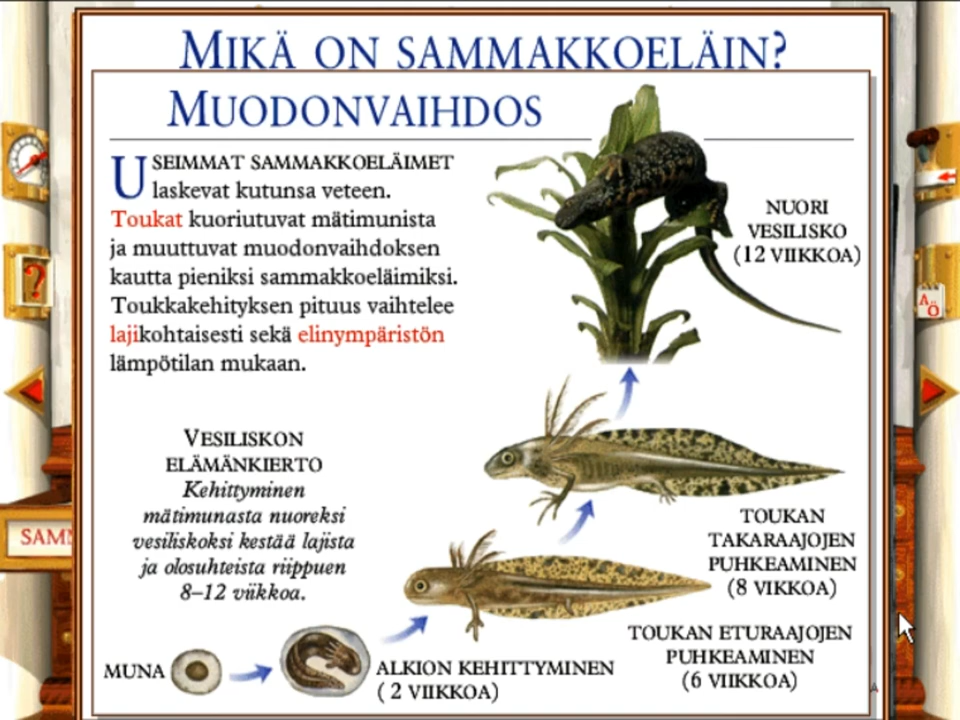 MIKÄ ON SAMMAKKOELÄIN?
MUODONVAIHDOS
USEIMMAT SAMMAKKOELÄIMET
laskevat kutunsa veteen.
Toukat kuoriutuvat mätimunista
ja muuttuvat muodonvaihdoksen
kautta pieniksi sammakkoeläimiksi.
Toukkakehityksen pituus vaihtelee
lajikohtaisesti sekä elinympäristön
lämpötilan mukaan.
NUORI
VESILISKO
(12 VIIKKOA)
VESILISKON
ELÄMÄNKIERTO
Kehittyminen
mätimunasta nuoreksi
vesiliskoksi kestää lajista
ja olosuhteista riippuen
8–12 viikkoa.
TOUKAN
TAKARAAJOJEN
PUHKEAMINEN
(8 VIKKOA)
TOUKAN ETURAAJOJEN
PUHKEAMINEN
(6 VIIKKOA)
MUNA
ALKION KEHITTYMINEN
( 2 VIIKKOA)
SAM
?
A
Ö